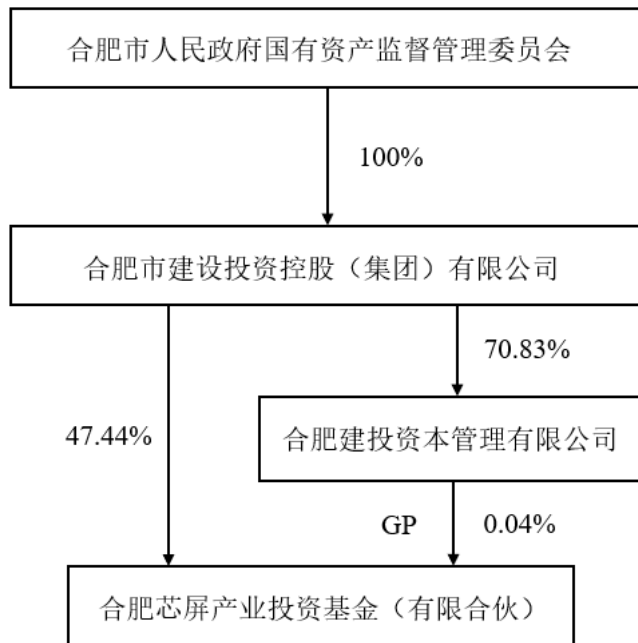 合肥市人民政府国有资产监督管理委员会
100%
合肥市建设投资控股（集团）有限公司
70.83%
47.44%
合肥建投资本管理有限公司
GP
0.04%
合肥芯屏产业投资基金（有限合伙）